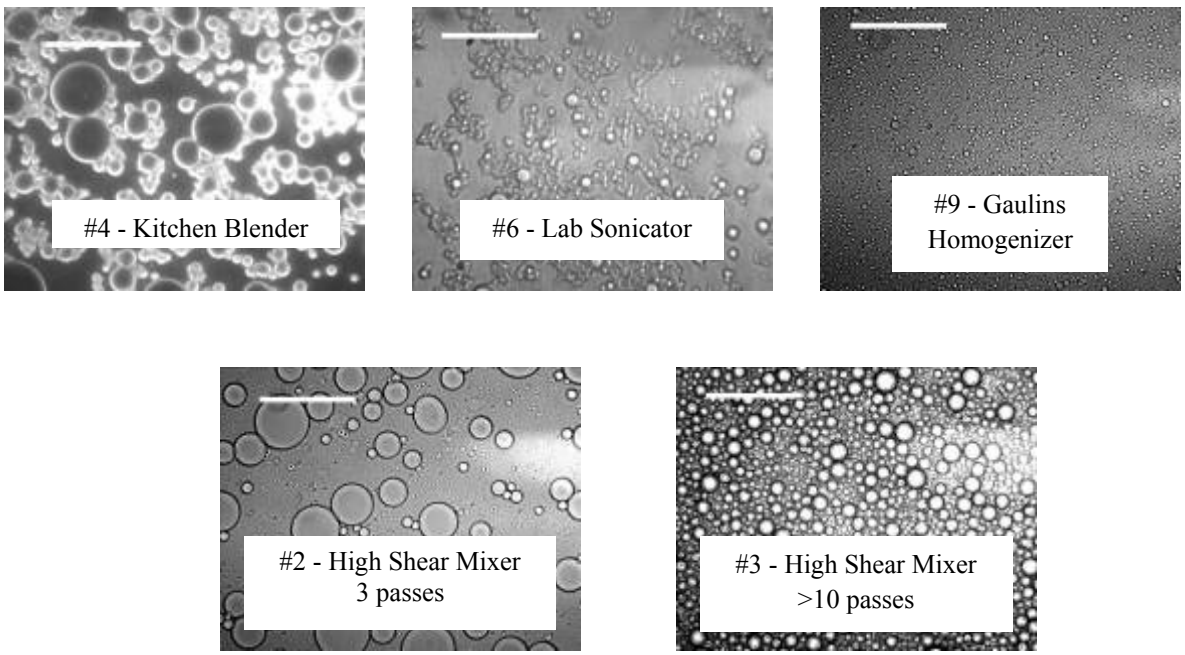 #4 - Kitchen Blender
#6 - Lab Sonicator
#9 - Gaulins
Homogenizer
#2 - High Shear Mixer
3 passes
#3 - High Shear Mixer
>10 passes